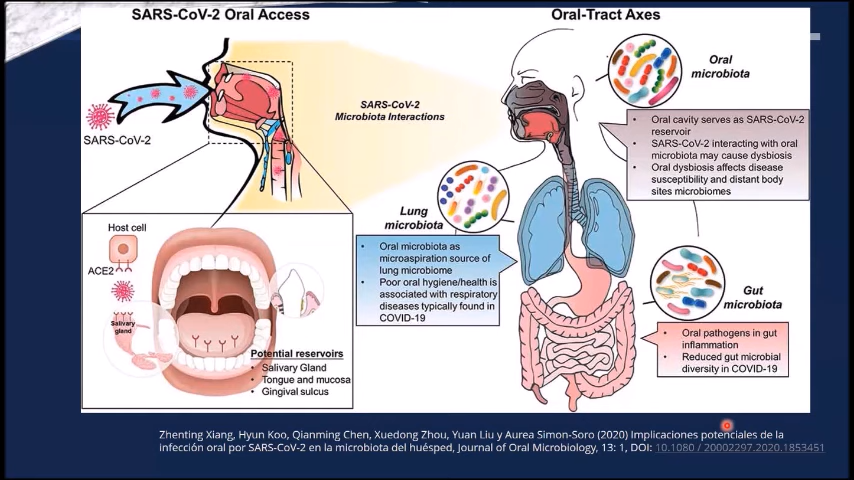 SARS-CoV-2 Oral Access
Oral-Tract Axes
SARS-CoV-2
SARS-CoV-2
Microbiota Interactions
Oral
microbiota
• Oral cavity serves as SARS-CoV-2
reservoir
• SARS-CoV-2 interacting with oral
microbiota may cause dysbiosis
• Oral dysbiosis affects disease
susceptibility and distant body
sites microbiomes
Lung
microbiota
• Oral microbiota as
microaspiration source of
lung microbiome
• Poor oral hygiene/health is
associated with respiratory
diseases typically found in
COVID-19
Host cell
ACE2
Salivary
gland
Potential reservoirs
• Salivary Gland
• Tongue and mucosa
• Gingival sulcus
Gut
microbiota
• Oral pathogens in gut
inflammation
• Reduced gut microbial
diversity in COVID-19
Zhenting Xiang, Hyun Koo, Qianming Chen, Xuedong Zhou, Yuan Liu y Aurea Simon-Soro (2020) Implicaciones potenciales de la
infección oral por SARS-CoV-2 en la microbiota del huésped, Journal of Oral Microbiology, 13: 1, DOI: 10.1080 / 20002297.2020.1853451